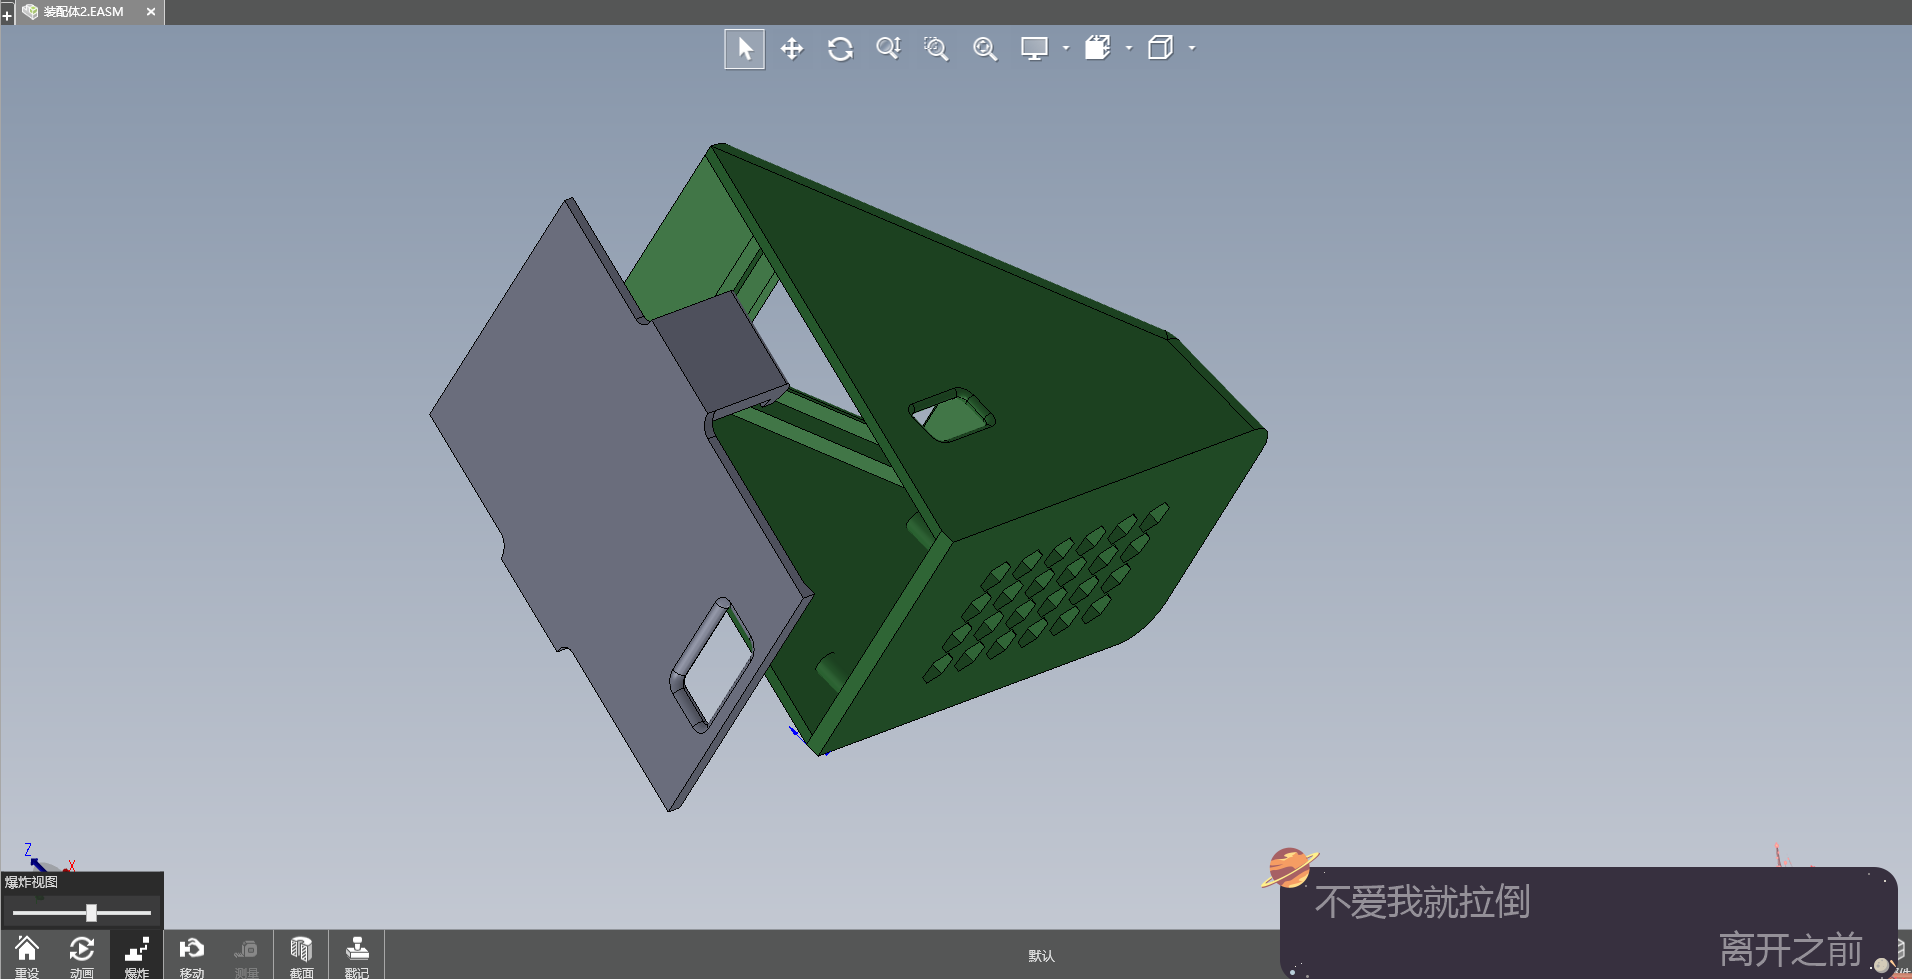 装配体2.EASM
Z
X
爆炸视图
重设
动画
爆炸
移动
测量
截面
戳记
默认
不爱我就拉倒
离开之前